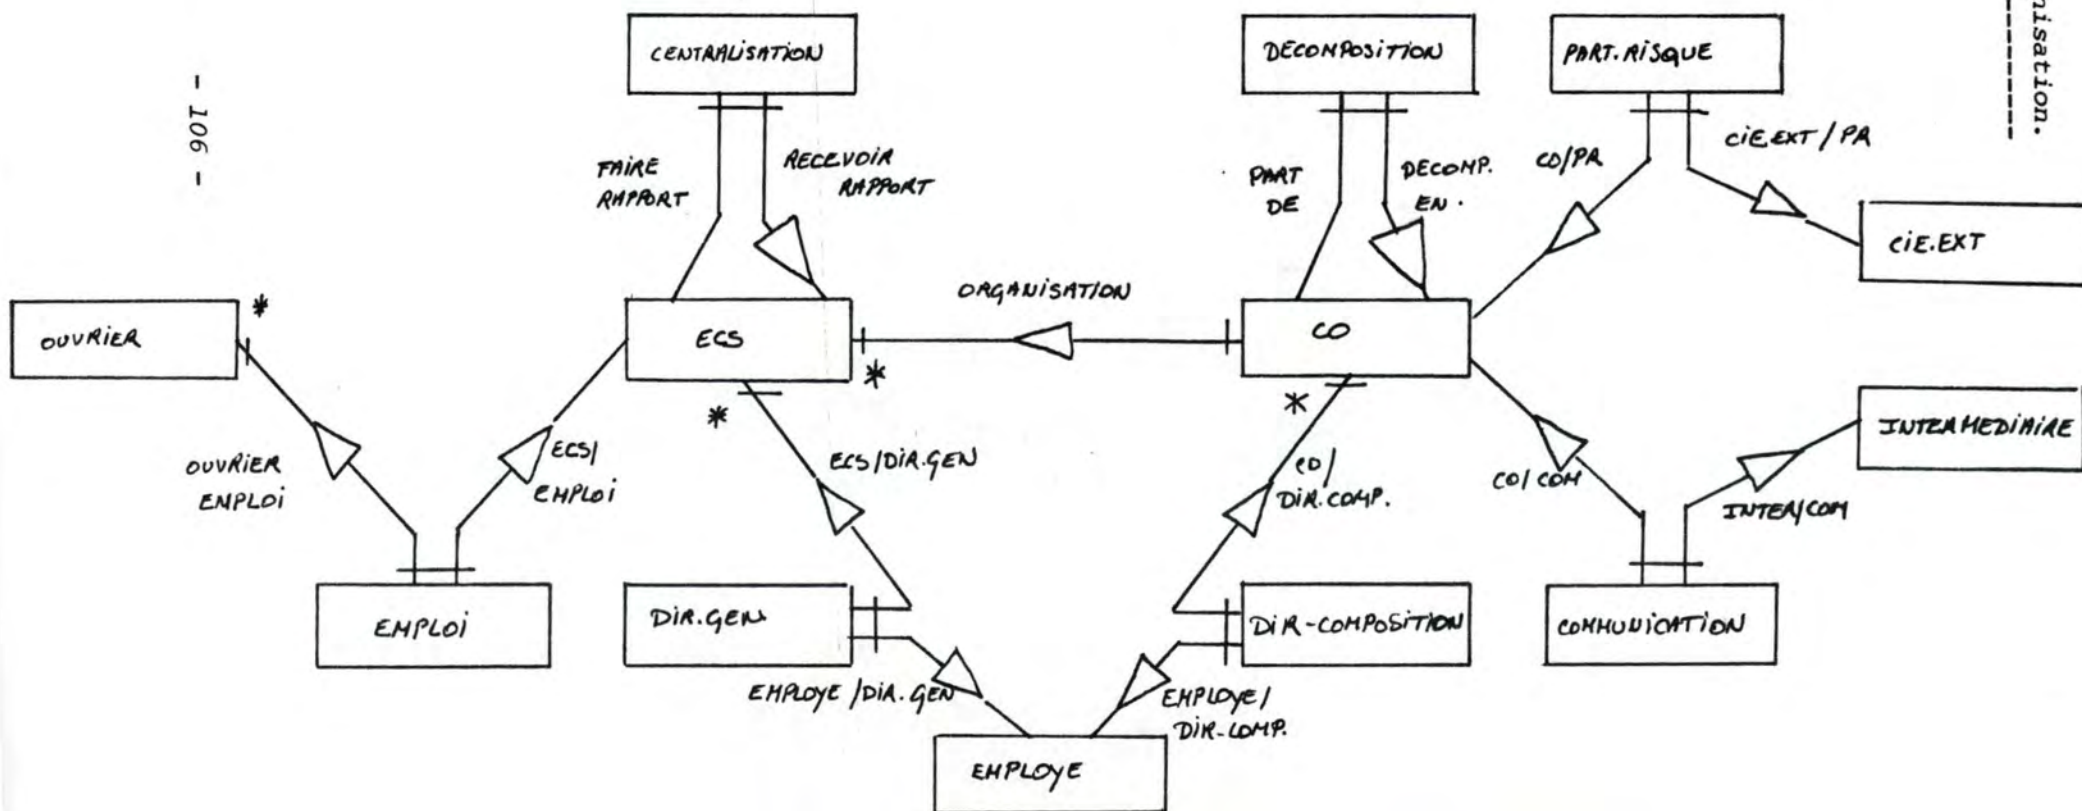 nisation.
- 106 -
CENTRALISATION
DECOMPOSITION
PART.RISQUE
FAIRE
RAPPORT
RECEVOIR
RAPPORT
PART
DE
DECOMP.
EN.
CO/PR
CIE.EXT/PR
CIE.EXT
ORGANISATION
OUVRIER
*
ECS
*
*
CO
*
INTERMEDIAIRE
OUVRIER
EMPLOI
ECS/
EMPLOI
ECS/DIR.GEN
CO/
DIR.COMP.
CO/COM
INTER/COM
EMPLOI
DIR.GEN
DIR-COMPOSITION
COMMUNICATION
EMPLOYE/DIR.GEN
EMPLOYE/
DIR-COMP.
EMPLOYE